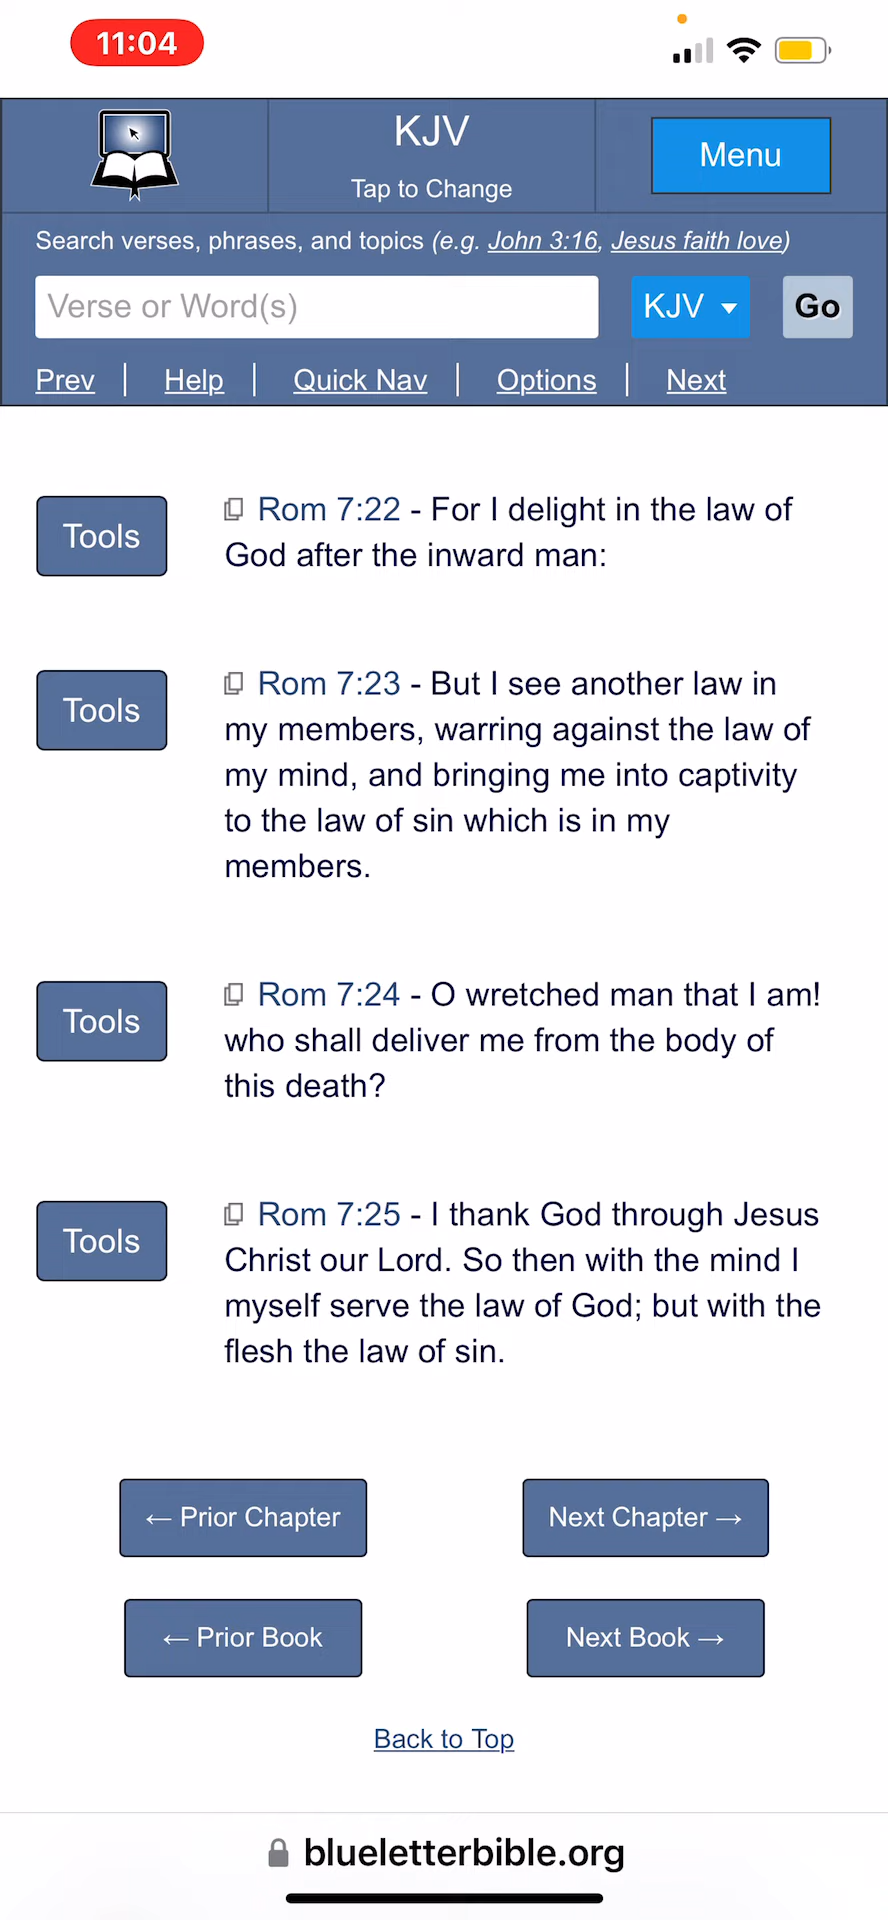 11:04
KJV
Tap to Change
Menu
Search verses, phrases, and topics (e.g. John 3:16, Jesus faith love)
Verse or Word(s)
KJV
Go
Prev | Help | Quick Nav | Options | Next
Tools
Rom 7:22 - For I delight in the law of
God after the inward man:
Tools
Rom 7:23 - But I see another law in
my members, warring against the law of
my mind, and bringing me into captivity
to the law of sin which is in my
members.
Tools
Rom 7:24 - O wretched man that I am!
who shall deliver me from the body of
this death?
Tools
Rom 7:25 - I thank God through Jesus
Christ our Lord. So then with the mind I
myself serve the law of God; but with the
flesh the law of sin.
← Prior Chapter
Next Chapter →
← Prior Book
Next Book →
Back to Top
blueletterbible.org